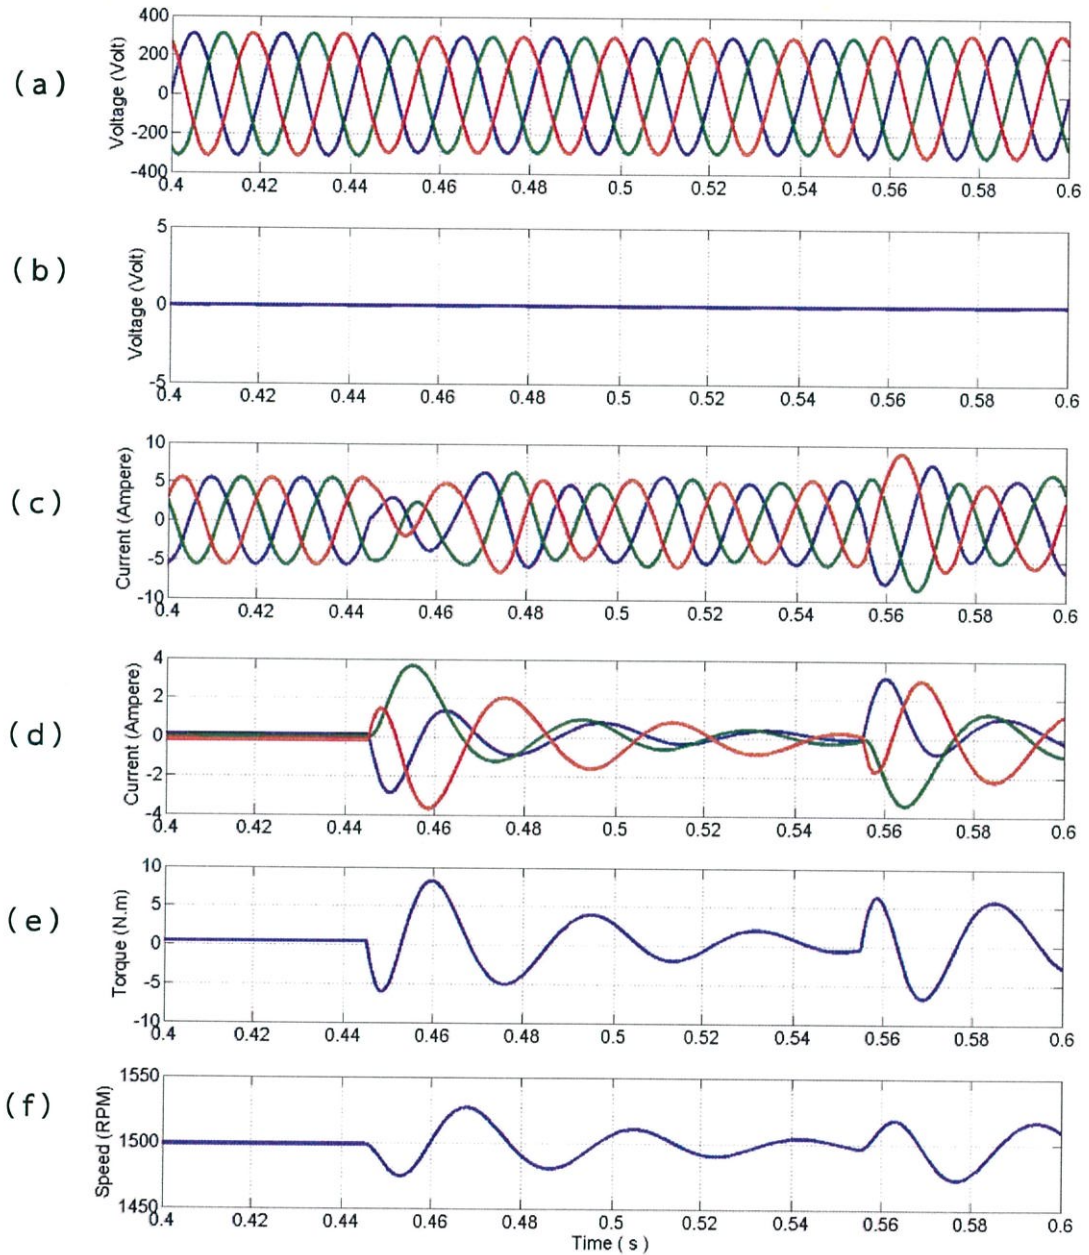 (a)
Voltage (Volt)
400
200
0
-200
-400
0.4 0.42 0.44 0.46 0.48 0.5 0.52 0.54 0.56 0.58 0.6
(b)
Voltage (Volt)
5
0
-5
0.4 0.42 0.44 0.46 0.48 0.5 0.52 0.54 0.56 0.58 0.6
(c)
Current (Ampere)
10
5
0
-5
-10
0.4 0.42 0.44 0.46 0.48 0.5 0.52 0.54 0.56 0.58 0.6
(d)
Current (Ampere)
4
2
0
-2
-4
0.4 0.42 0.44 0.46 0.48 0.5 0.52 0.54 0.56 0.58 0.6
(e)
Torque (N.m)
10
5
0
-5
-10
0.4 0.42 0.44 0.46 0.48 0.5 0.52 0.54 0.56 0.58 0.6
(f)
Speed (RPM)
1550
1500
1450
0.4 0.42 0.44 0.46 0.48 0.5 0.52 0.54 0.56 0.58 0.6
Time ( s )